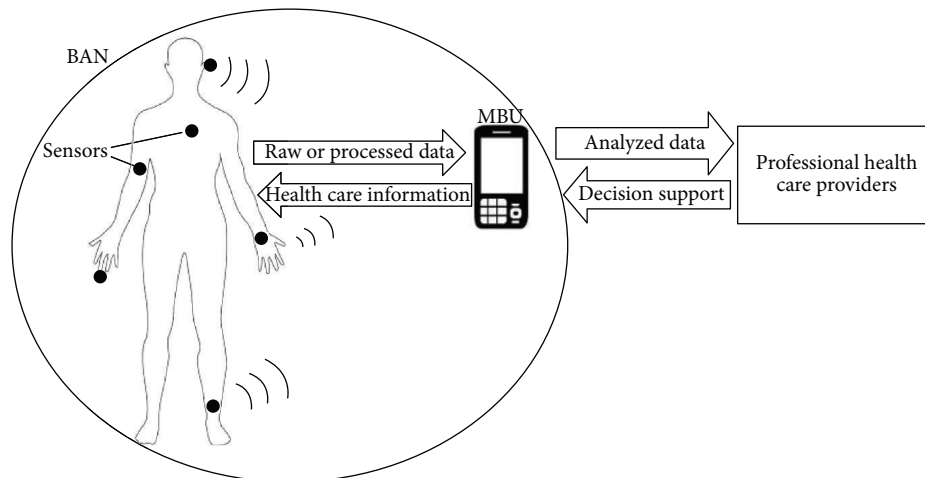 BAN
MBU
Sensors
Raw or processed data
Health care information
Analyzed data
Decision support
Professional health
care providers